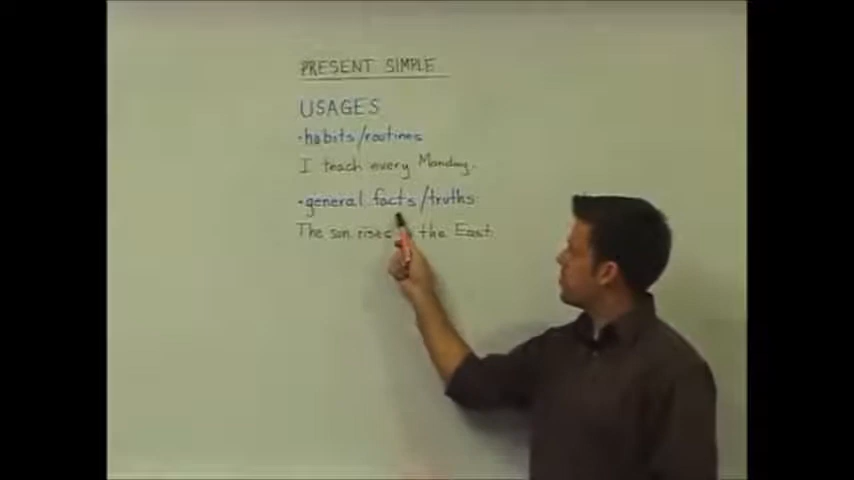 PRESENT SIMPLE
USAGES
•habits/routines
I teach every Monday.
•general facts/truths
The sun rises the East.